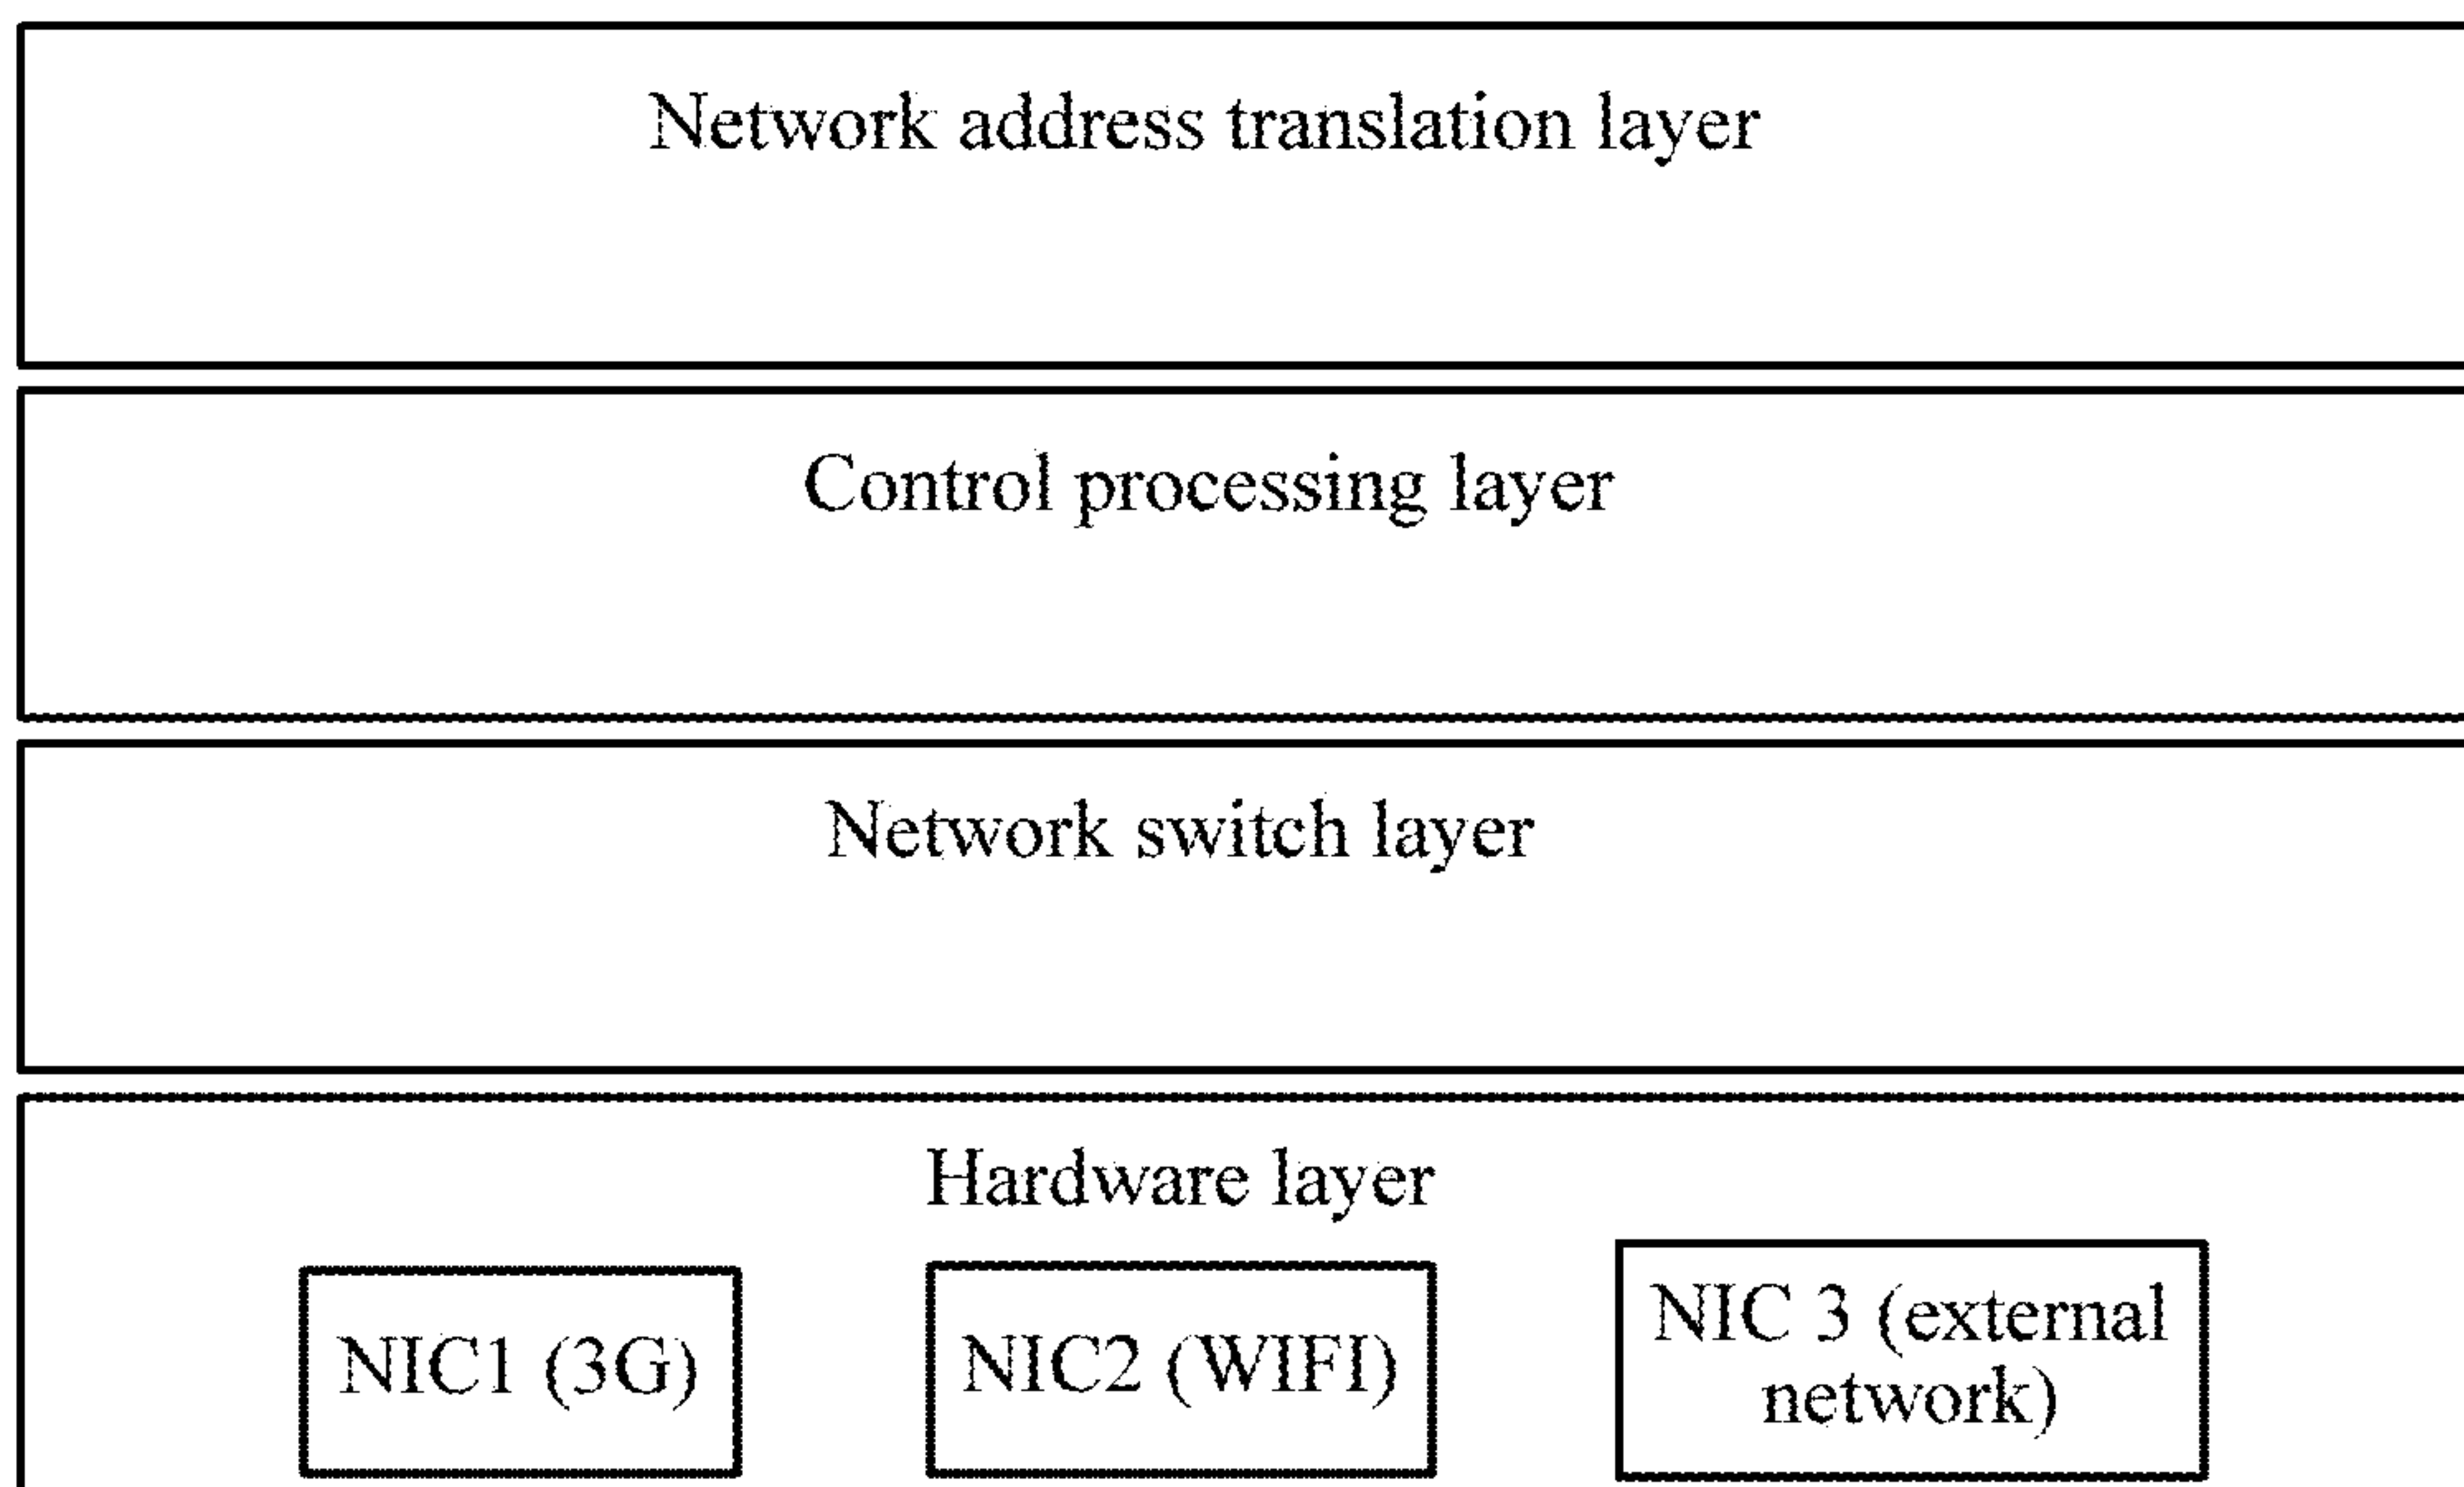 Network address translation layer
Control processing layer
Network switch layer
Hardware layer
NIC1 (3G)
NIC2 (WIFI)
NIC 3 (external
network)